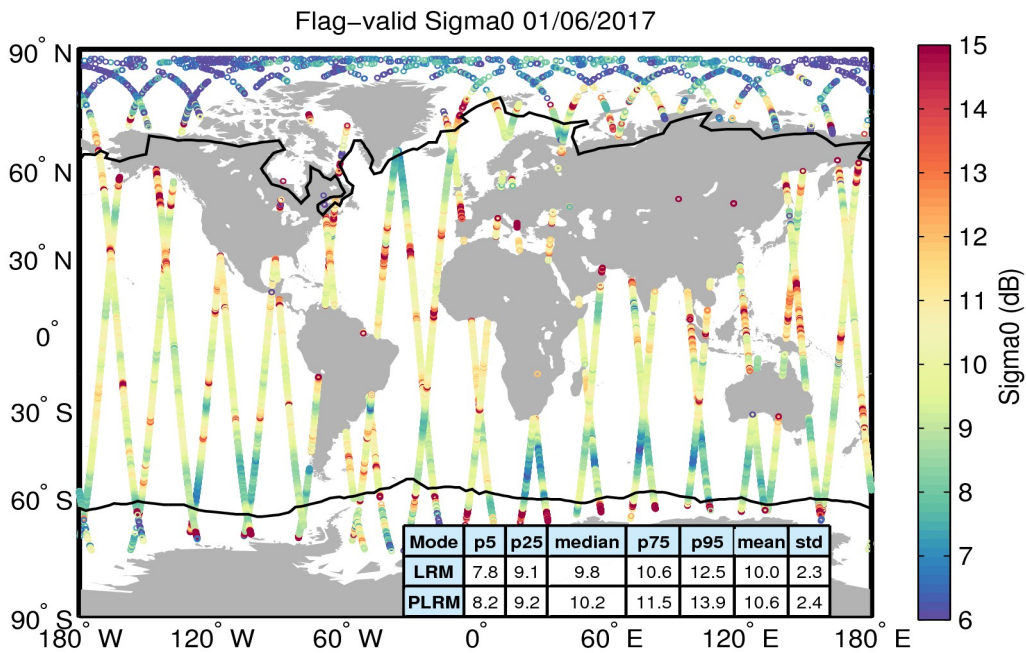 Flag-valid Sigma0 01/06/2017
90° N
60° N
30° N
0°
30° S
60° S
90° S
180° W
120° W
60° W
0°
60° E
120° E
180° E
15
14
13
12
11
10
9
8
7
6
Sigma0 (dB)
Mode p5 p25 median p75 p95 mean std
LRM 7.8 9.1 9.8 10.6 12.5 10.0 2.3
PLRM 8.2 9.2 10.2 11.5 13.9 10.6 2.4